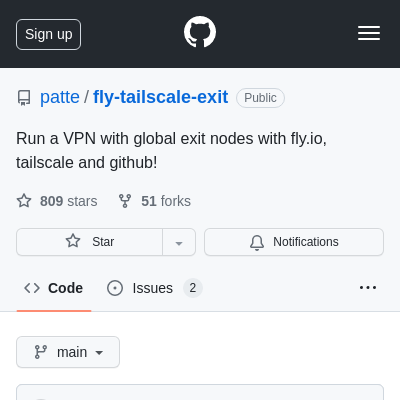 Sign up
patte / fly-tailscale-exit Public
Run a VPN with global exit nodes with fly.io,
tailscale and github!
809 stars 51 forks
Star Notifications
Code Issues 2
main